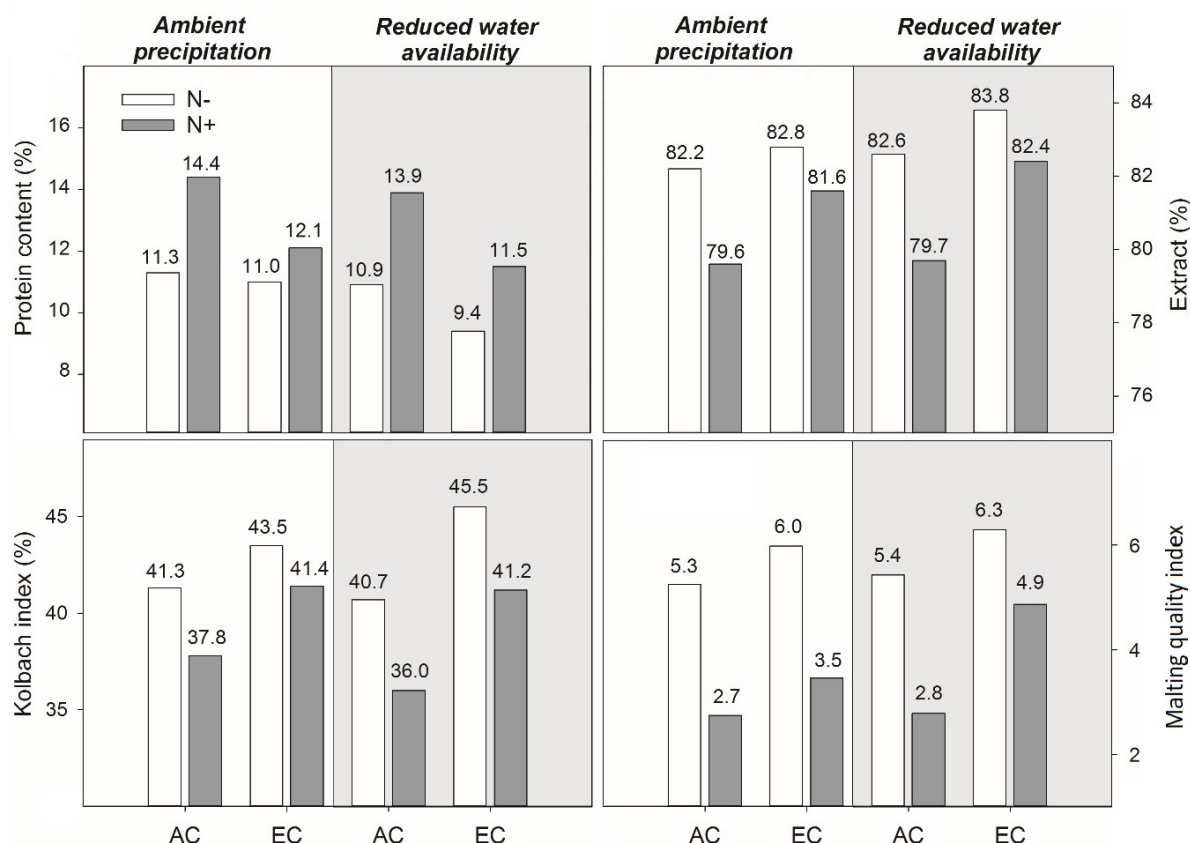 Ambient precipitation
Reduced water availability
Ambient precipitation
Reduced water availability
N-
N+
Protein content (%)
16
14
12
10
8
11.3
14.4
11.0
12.1
10.9
13.9
9.4
11.5
82.2
79.6
82.8
81.6
82.6
79.7
83.8
82.4
84
82
80
78
76
Extract (%)
Kolbach index (%)
45
40
35
41.3
37.8
43.5
41.4
40.7
36.0
45.5
41.2
5.3
2.7
6.0
3.5
5.4
2.8
6.3
4.9
6
4
2
Malting quality index
AC
EC
AC
EC
AC
EC
AC
EC